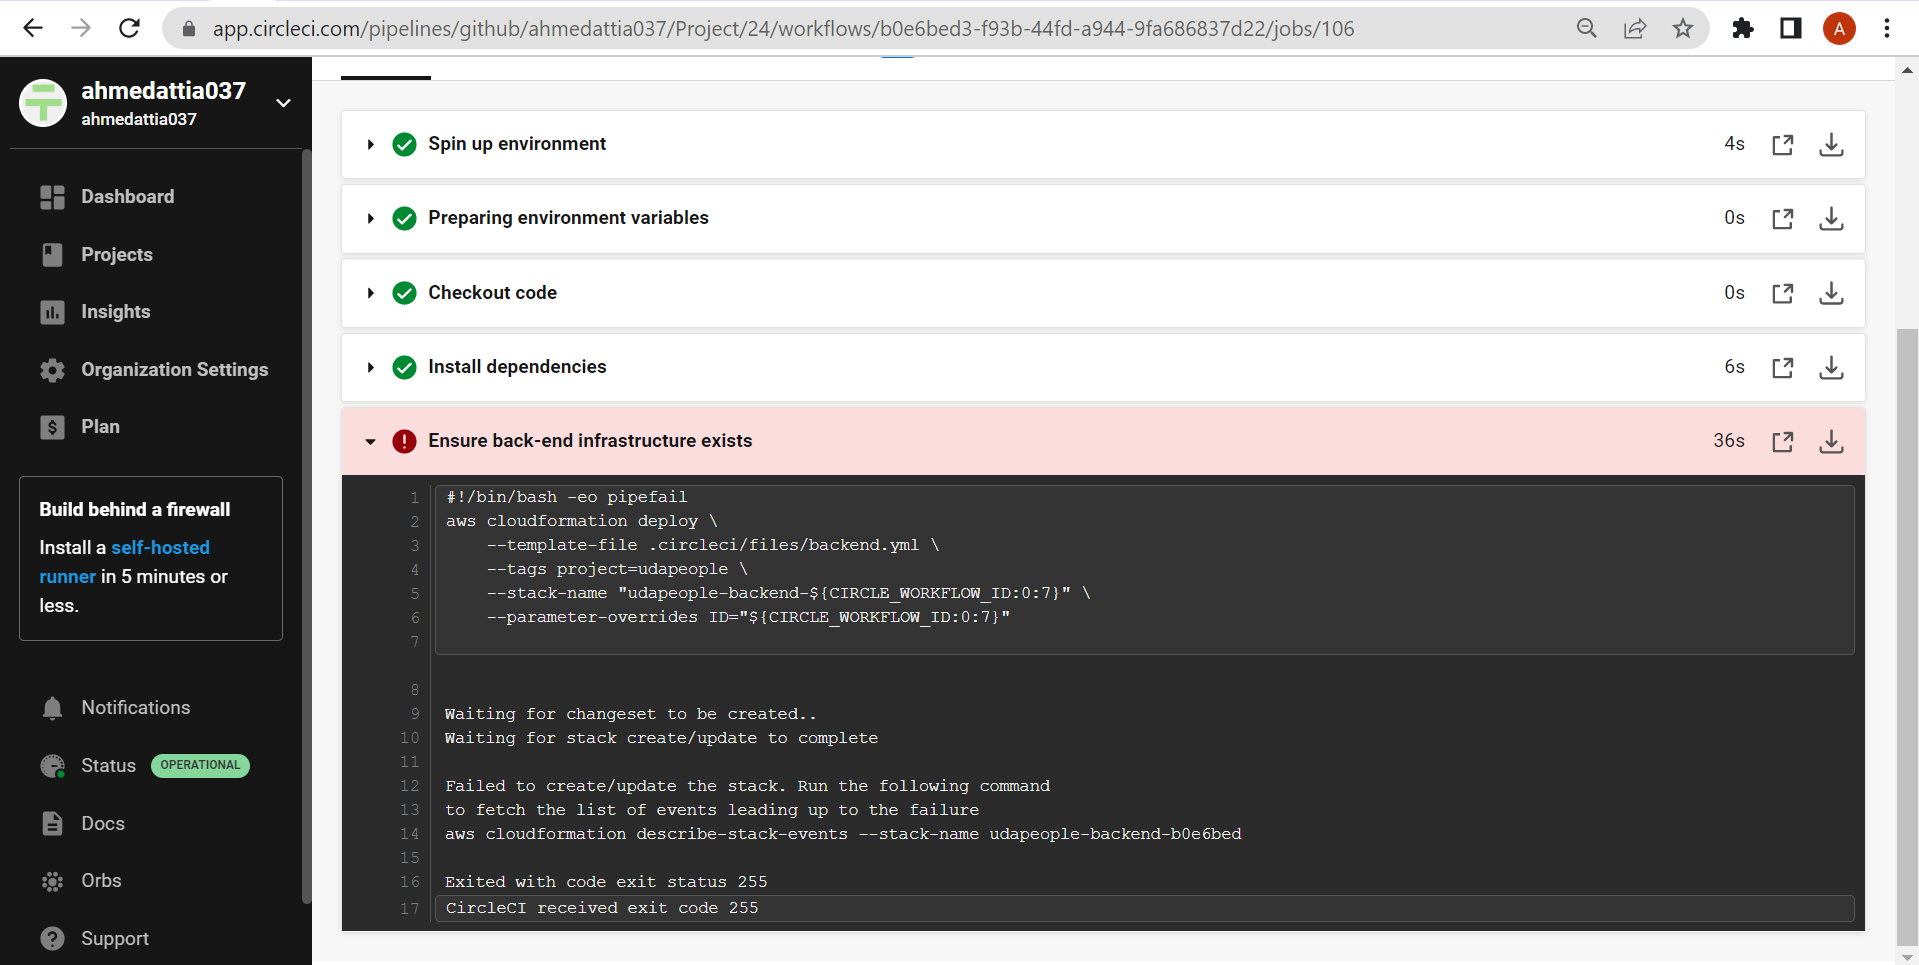 app.circleci.com/pipelines/github/ahmedattia037/Project/24/workflows/b0e6bed3-f93b-44fd-a944-9fa686837d22/jobs/106
A
ahmedattia037
ahmedattia037
Dashboard
Projects
Insights
Organization Settings
Plan
Build behind a firewall
Install a self-hosted
runner in 5 minutes or
less.
Notifications
Status OPERATIONAL
Docs
Orbs
Support
Spin up environment 4s
Preparing environment variables 0s
Checkout code 0s
Install dependencies 6s
Ensure back-end infrastructure exists 36s
1 #!/bin/bash -eo pipefail
2 aws cloudformation deploy \
3 --template-file .circleci/files/backend.yml \
4 --tags project=udapeople \
5 --stack-name "udapeople-backend-${CIRCLE_WORKFLOW_ID:0:7}" \
6 --parameter-overrides ID="${CIRCLE_WORKFLOW_ID:0:7}"
7
8
9 Waiting for changeset to be created..
10 Waiting for stack create/update to complete
11
12 Failed to create/update the stack. Run the following command
13 to fetch the list of events leading up to the failure
14 aws cloudformation describe-stack-events --stack-name udapeople-backend-b0e6bed
15
16 Exited with code exit status 255
17 CircleCI received exit code 255